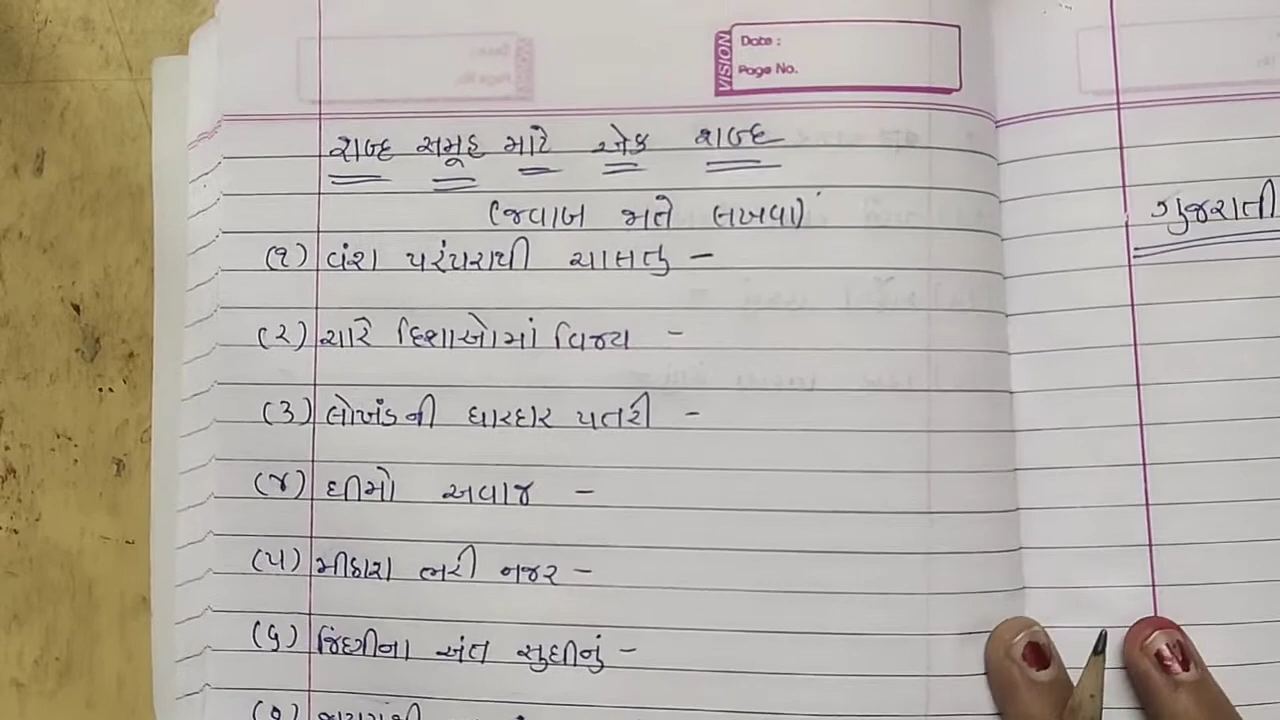 VISION
Date :
Page No.
શબ્દ સમૂહ માટે એક શબ્દ
(જવાબ જાતે લખવા)
(૧) વંશ પરંપરાથી ચાલતુ -
(૨) ચારે દિશાઓમાં વિજય -
(૩) લોખંડની ધારદાર પતરી -
(૪) ધીમો અવાજ -
(૫) મીઠાશ ભરી નજર -
(૬) જિંદગીના અંત સુધીનું -
ગુજરાતી